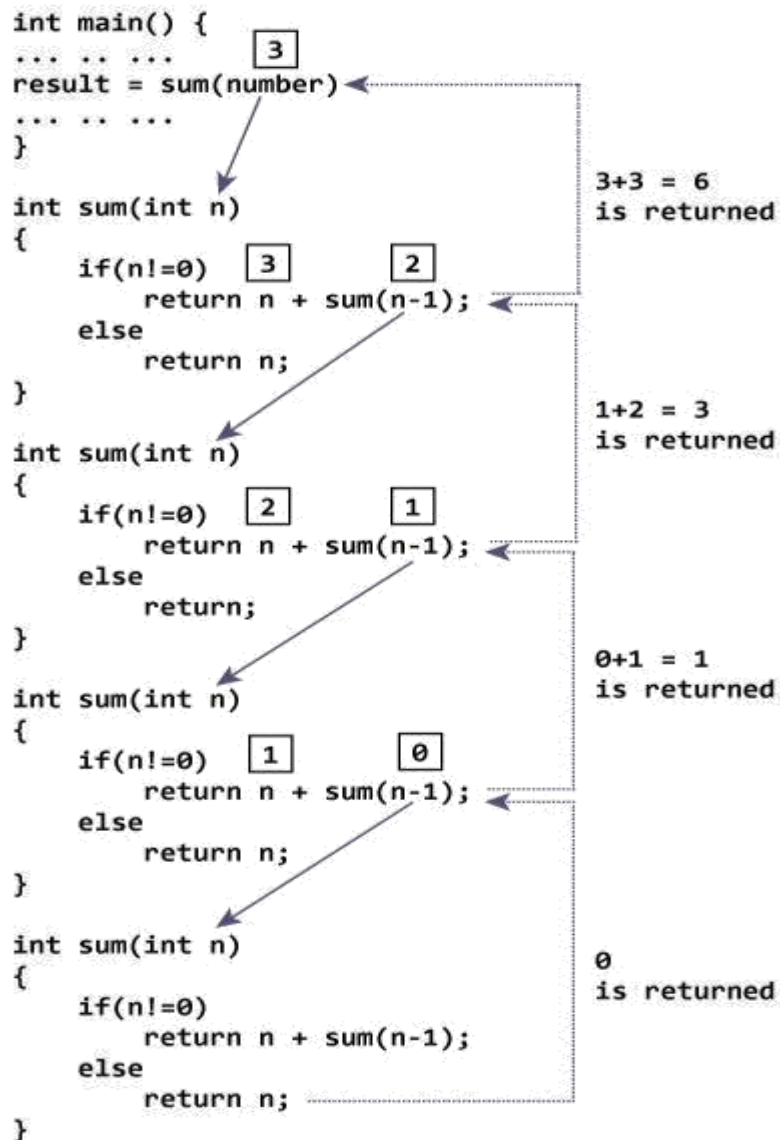 int main() {
... .. ... 3
result = sum(number)
... .. ...
}
3+3 = 6
is returned
int sum(int n)
{
if(n!=0) 3 2
return n + sum(n-1);
else
return n;
}
1+2 = 3
is returned
int sum(int n)
{
if(n!=0) 2 1
return n + sum(n-1);
else
return;
}
0+1 = 1
is returned
int sum(int n)
{
if(n!=0) 1 0
return n + sum(n-1);
else
return n;
}
int sum(int n)
{
0
is returned
if(n!=0)
return n + sum(n-1);
else
return n;
}